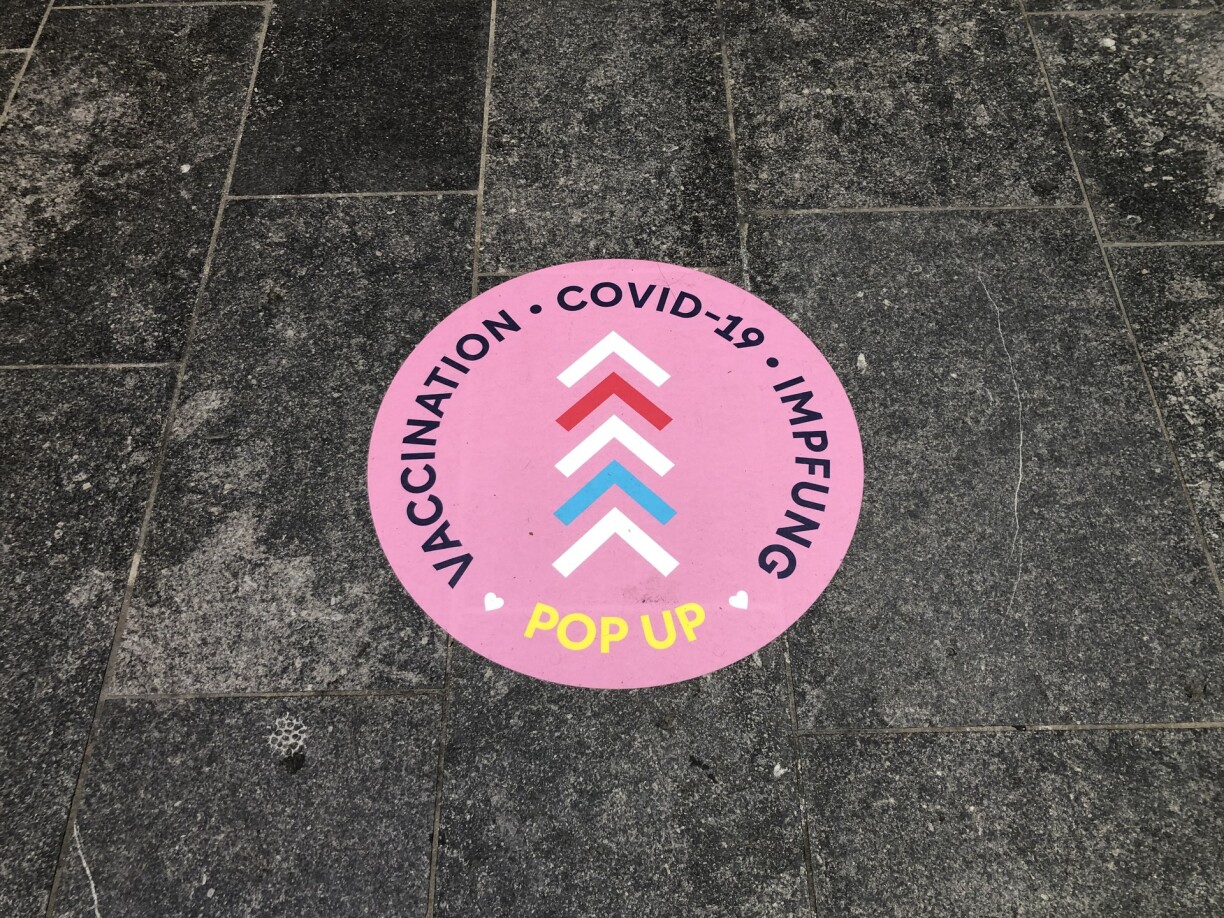 VACCINATION • COVID-19 • IMPFUNG
POP UP